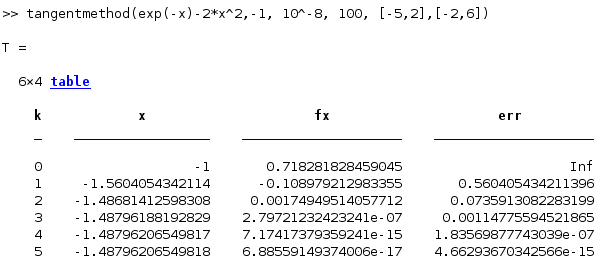 >> tangentmethod(exp(-x)-2*x^2,-1, 10^-8, 100, [-5,2],[-2,6])
T =
6×4 table
k x fx err
0 -1 0.718281828459045 Inf
1 -1.5604054342114 -0.108979212983355 0.560405434211396
2 -1.48681412598308 0.00174949514057712 0.0735913082283199
3 -1.48796188192829 2.79721232423241e-07 0.00114775594521865
4 -1.48796206549817 7.17417379359241e-15 1.83569877743039e-07
5 -1.48796206549818 6.88559149374006e-17 4.66293670342566e-15